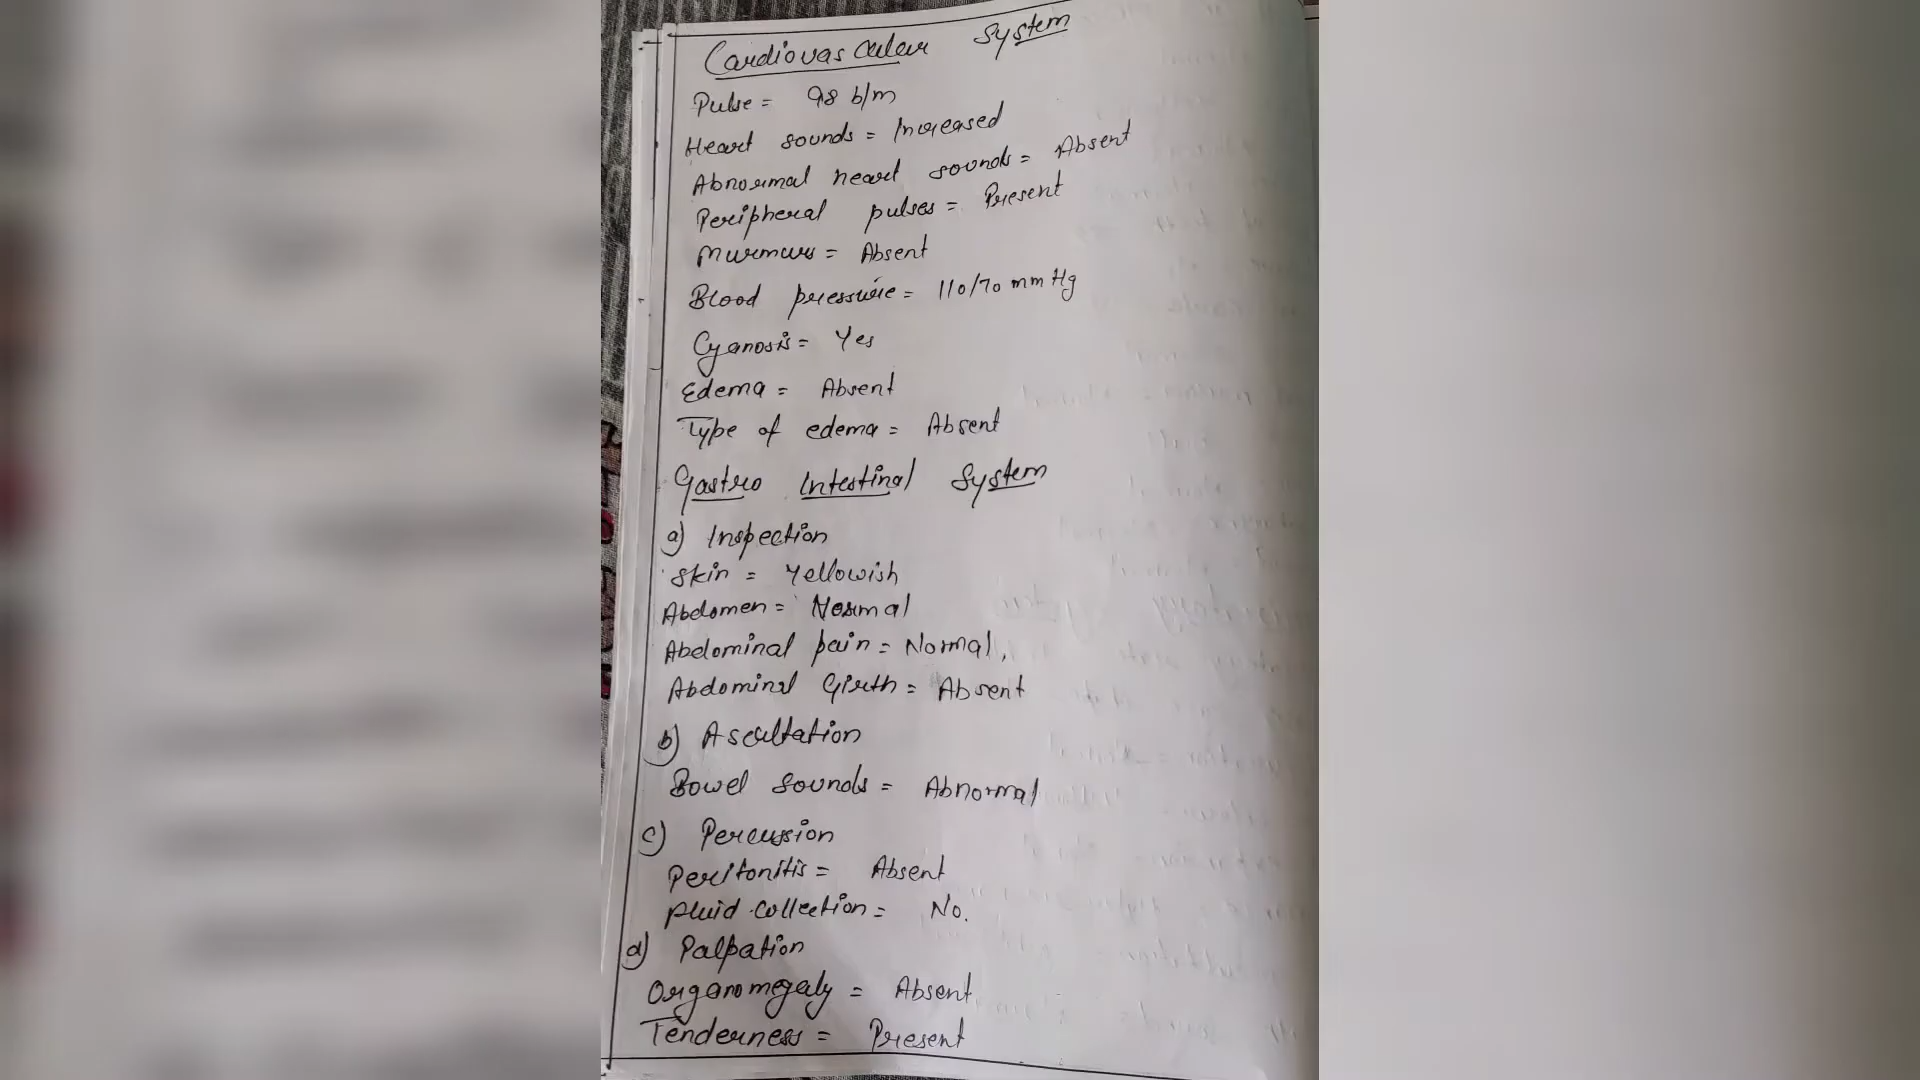 Cardiovascular System
Pulse = 98 b/m
Heart sounds = Increased
Abnormal heart sounds = Absent
Peripheral pulses = Present
Murmurs = Absent
Blood pressure = 110/70 mm Hg
Cyanosis = Yes
Edema = Absent
Type of edema = Absent
Gastro Intestinal System
a) Inspection
Skin = Yellowish
Abdomen = Normal
Abdominal pain = Normal,
Abdominal Girth = Absent
b) Ascultation
Bowel sounds = Abnormal
c) Percussion
Peritonitis = Absent
fluid collection = No.
d) Palpation
Organomegaly = Absent
Tenderness = Present